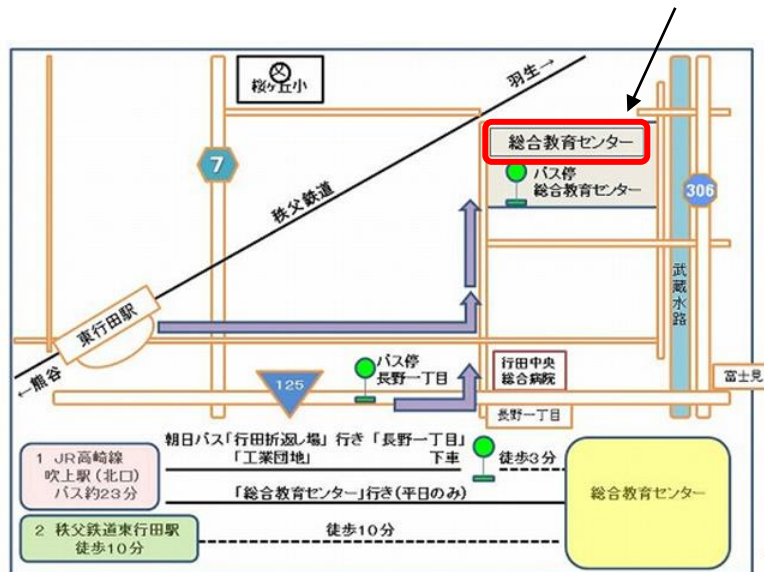 桜ヶ丘小
羽生→
7
秩父鉄道
総合教育センター
バス停
総合教育センター
306
武蔵水路
東行田駅
←熊谷
125
バス停
長野一丁目
行田中央
総合病院
長野一丁目
富士見
1 JR高崎線
吹上駅(北口)
バス約23分
朝日バス「行田折返し場」行き「長野一丁目」
「工業団地」 下車
徒歩3分
「総合教育センター」行き(平日のみ)
総合教育センター
2 秩父鉄道東行田駅
徒歩10分
徒歩10分